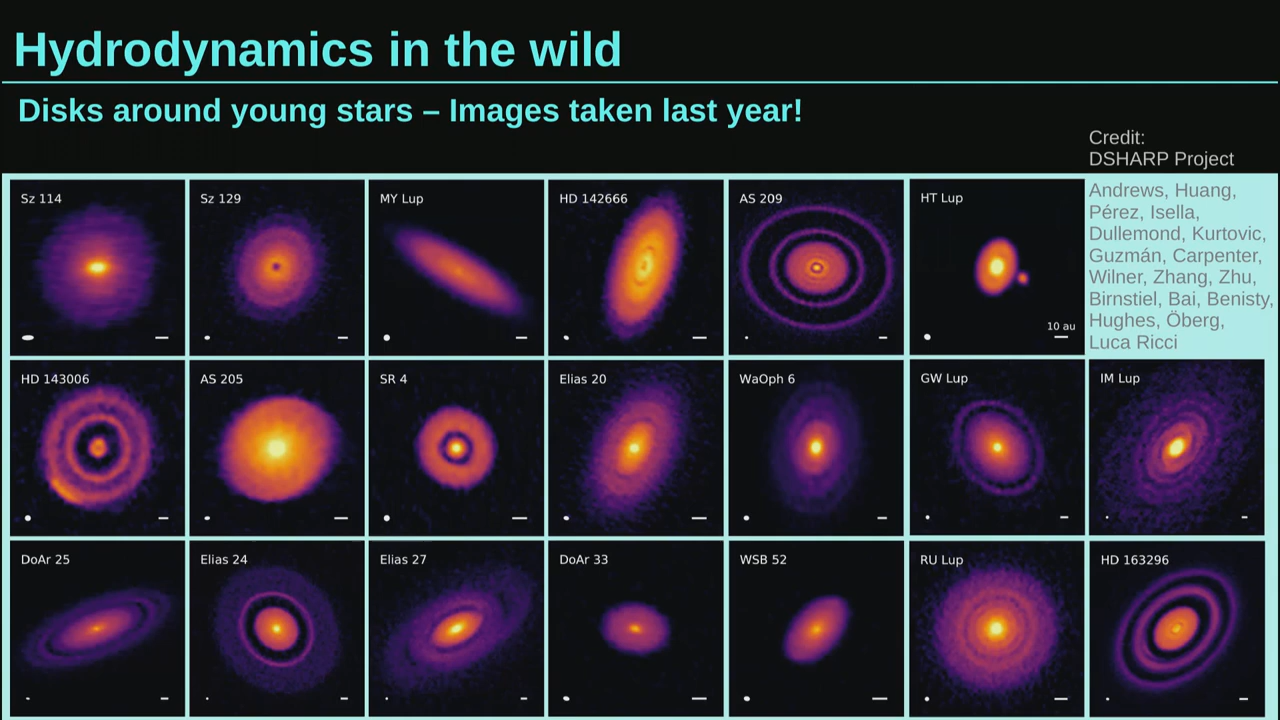 Hydrodynamics in the wild
Disks around young stars – Images taken last year!
Credit:
DSHARP Project
Andrews, Huang,
Pérez, Isella,
Dullemond, Kurtovic,
Guzmán, Carpenter,
Wilner, Zhang, Zhu,
Birnstiel, Bai, Benisty,
Hughes, Öberg,
Luca Ricci
Sz 114
Sz 129
MY Lup
HD 142666
AS 209
HT Lup
10 au
HD 143006
AS 205
SR 4
Elias 20
WaOph 6
GW Lup
IM Lup
DoAr 25
Elias 24
Elias 27
DoAr 33
WSB 52
RU Lup
HD 163296